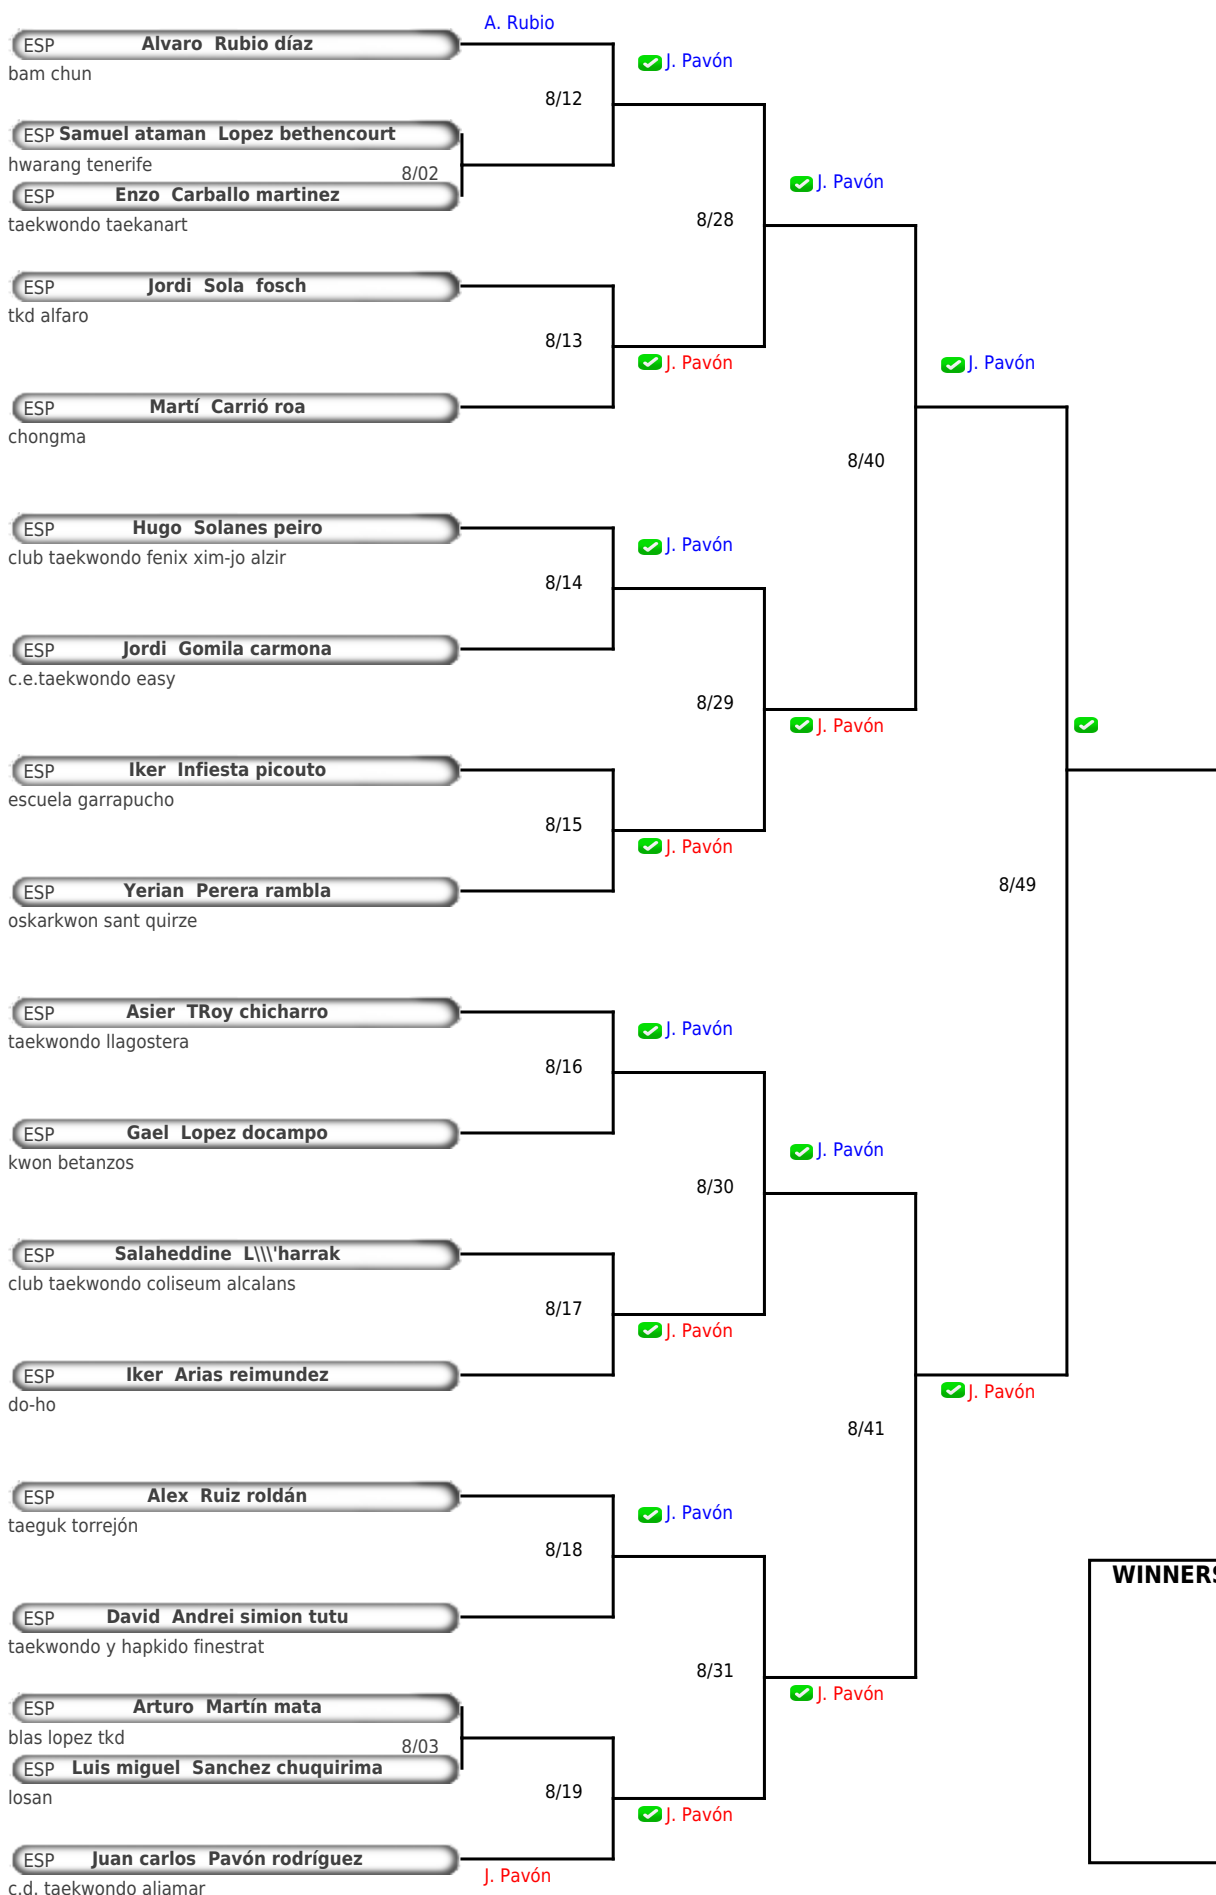 A. Rubio
ESP Alvaro Rubio díaz
bam chun
J. Pavón
8/12
ESP Samuel ataman Lopez bethencourt
hwarang tenerife
8/02
ESP Enzo Carballo martinez
taekwondo taekanart
J. Pavón
8/28
ESP Jordi Sola fosch
tkd alfaro
8/13
J. Pavón
J. Pavón
ESP Martí Carrió roa
chongma
8/40
ESP Hugo Solanes peiro
club taekwondo fenix xim-jo alzir
J. Pavón
8/14
ESP Jordi Gomila carmona
c.e.taekwondo easy
8/29
J. Pavón
ESP Iker Infiesta picouto
escuela garrapucho
8/15
J. Pavón
ESP Yerian Perera rambla
oskarkwon sant quirze
8/49
ESP Asier TRoy chicharro
taekwondo llagostera
J. Pavón
8/16
ESP Gael Lopez docampo
kwon betanzos
J. Pavón
8/30
ESP Salaheddine L\\\'harrak
club taekwondo coliseum alcalans
8/17
J. Pavón
ESP Iker Arias reimundez
do-ho
J. Pavón
8/41
ESP Alex Ruiz roldán
taeguk torrejón
J. Pavón
8/18
WINNERS
ESP David Andrei simion tutu
taekwondo y hapkido finestrat
8/31
J. Pavón
ESP Arturo Martín mata
blas lopez tkd
8/03
ESP Luis miguel Sanchez chuquirima
losan
8/19
J. Pavón
ESP Juan carlos Pavón rodríguez
J. Pavón
c.d. taekwondo aliamar